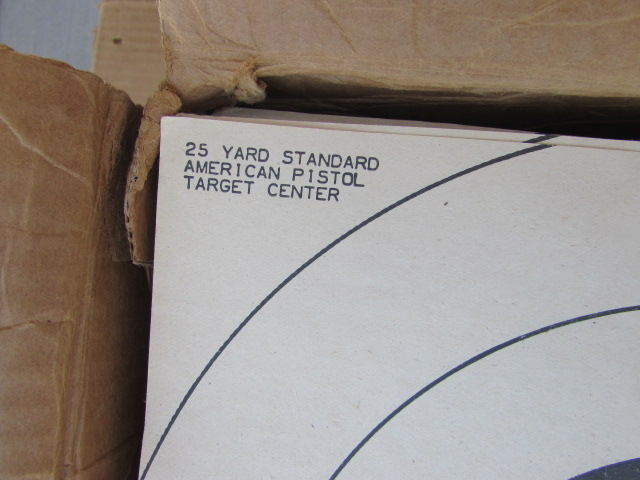 25 YARD STANDARD
AMERICAN PISTOL
TARGET CENTER